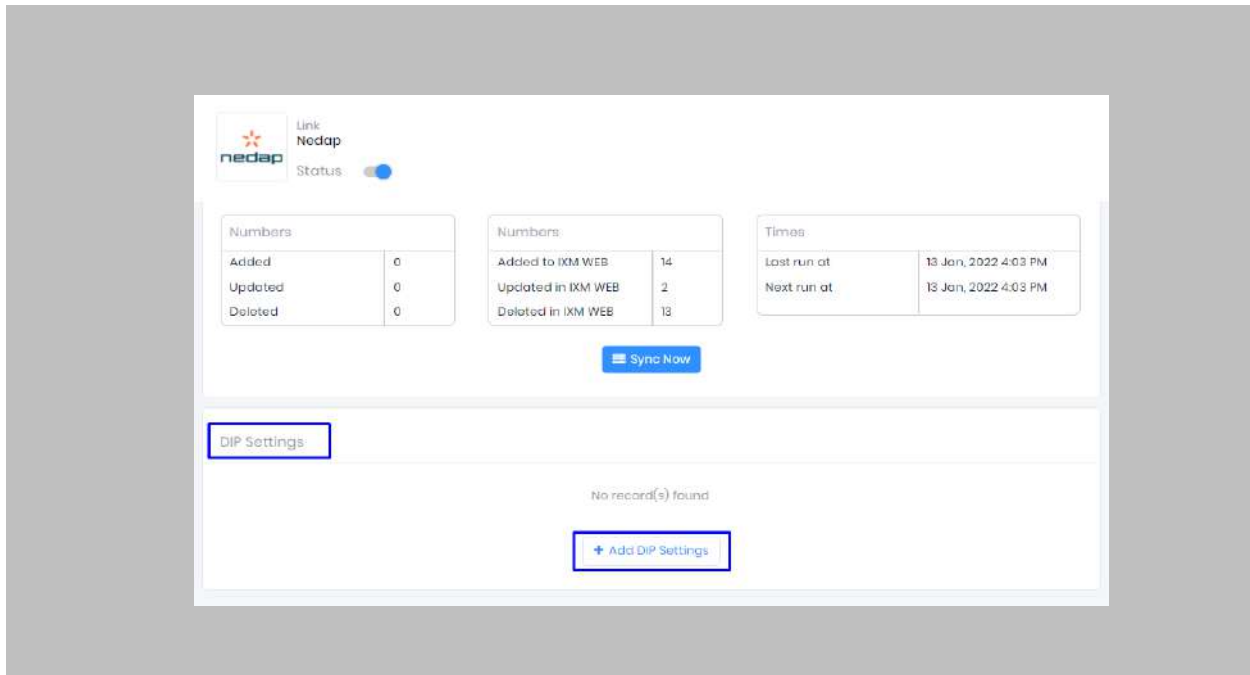 Link
Nedap
nedap
Status
Numbers
Added 0
Updated 0
Deleted 0
Numbers
Added to IXM WEB 14
Updated in IXM WEB 2
Deleted in IXM WEB 13
Times
Last run at 13 Jan, 2022 4:03 PM
Next run at 13 Jan, 2022 4:03 PM
Sync Now
DIP Settings
No record(s) found
+ Add DIP Settings